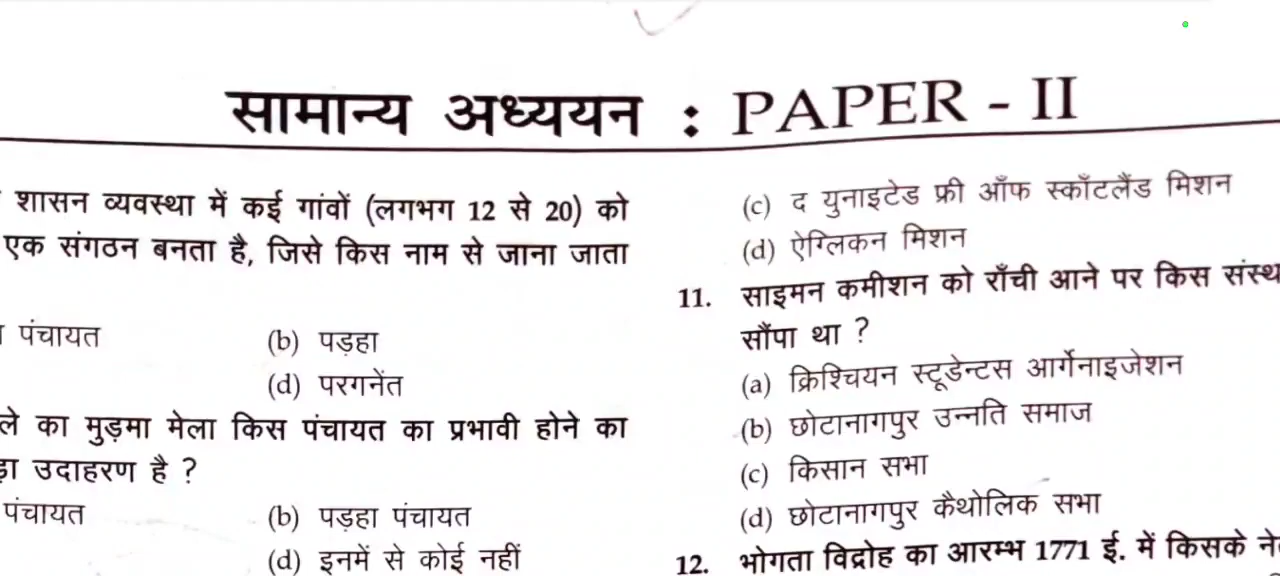 सामान्य अध्ययन : PAPER - II
शासन व्यवस्था में कई गांवों (लगभग 12 से 20) को
एक संगठन बनता है, जिसे किस नाम से जाना जाता
पंचायत (b) पड़हा
(d) परगनेंत
का मुड़मा मेला किस पंचायत का प्रभावी होने का
उदाहरण है ?
पंचायत (b) पड़हा पंचायत
(d) इनमें से कोई नहीं
(c) द युनाइटेड फ्री ऑफ स्कॉटलैंड मिशन
(d) ऐग्लिकन मिशन
11. साइमन कमीशन को राँची आने पर किस
सौंपा था ?
(a) क्रिश्चियन स्टूडेन्टस आर्गेनाइजेशन
(b) छोटानागपुर उन्नति समाज
(c) किसान सभा
(d) छोटानागपुर कैथोलिक सभा
12. भोगता विद्रोह का आरम्भ 1771 ई. में किसके